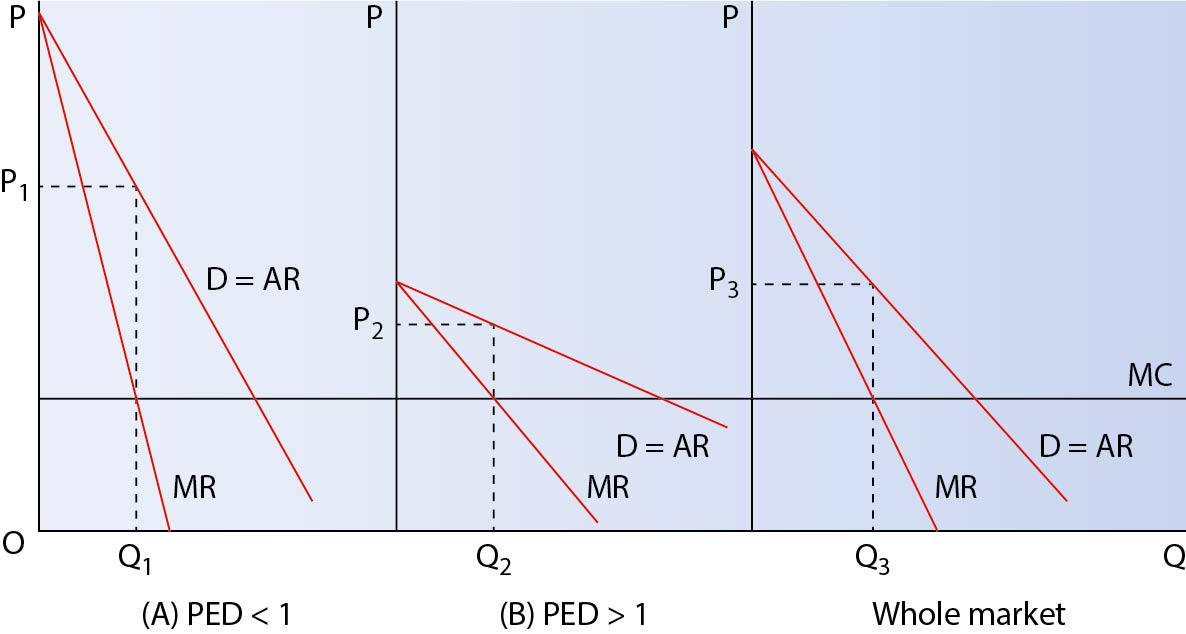 P
P
P
P₁
D = AR
P₃
P₂
MC
D = AR
D = AR
MR
MR
MR
O
Q₁
Q₂
Q₃
Q
(A) PED < 1
(B) PED > 1
Whole market